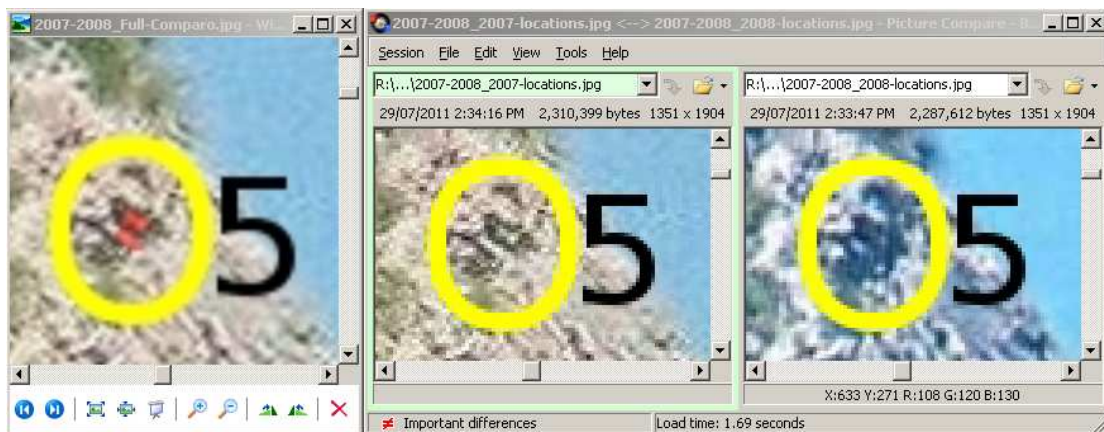 2007-2008_Full-Comparo.jpg - Wi...
5
2007-2008_2007-locations.jpg <--> 2007-2008_2008-locations.jpg - Picture Compare - B...
Session File Edit View Tools Help
R:\...\2007-2008_2007-locations.jpg
29/07/2011 2:34:16 PM 2,310,399 bytes 1351 x 1904
5
R:\...\2007-2008_2008-locations.jpg
29/07/2011 2:33:47 PM 2,287,612 bytes 1351 x 1904
5
X:633 Y:271 R:108 G:120 B:130
Important differences
Load time: 1.69 seconds